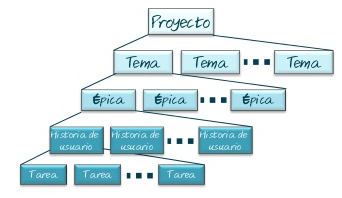 Proyecto
Tema Tema Tema
Épica Épica Épica
Historia de Historia de Historia de
usuario usuario usuario
Tarea Tarea Tarea